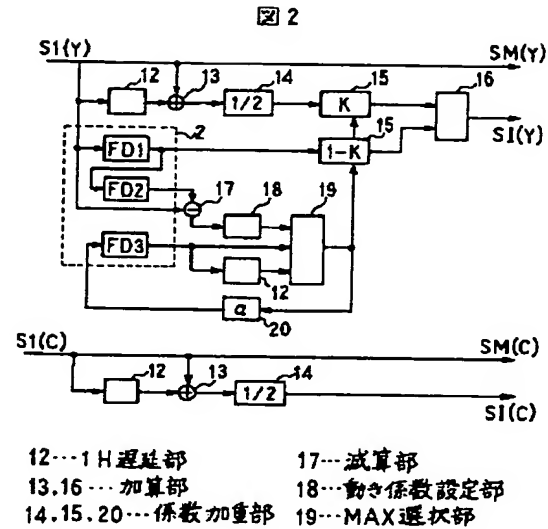 図2
S1(Y)
SM(Y)
12
13
14
15
16
1/2
K
SI(Y)
2
15
FD1
1-K
FD2
17
18
19
FD3
12
α
20
S1(C)
SM(C)
12
13
14
1/2
SI(C)
12…1H遅延部
13.16…加算部
14.15.20…係数加重部
17…減算部
18…動き係数設定部
19…MAX選択部